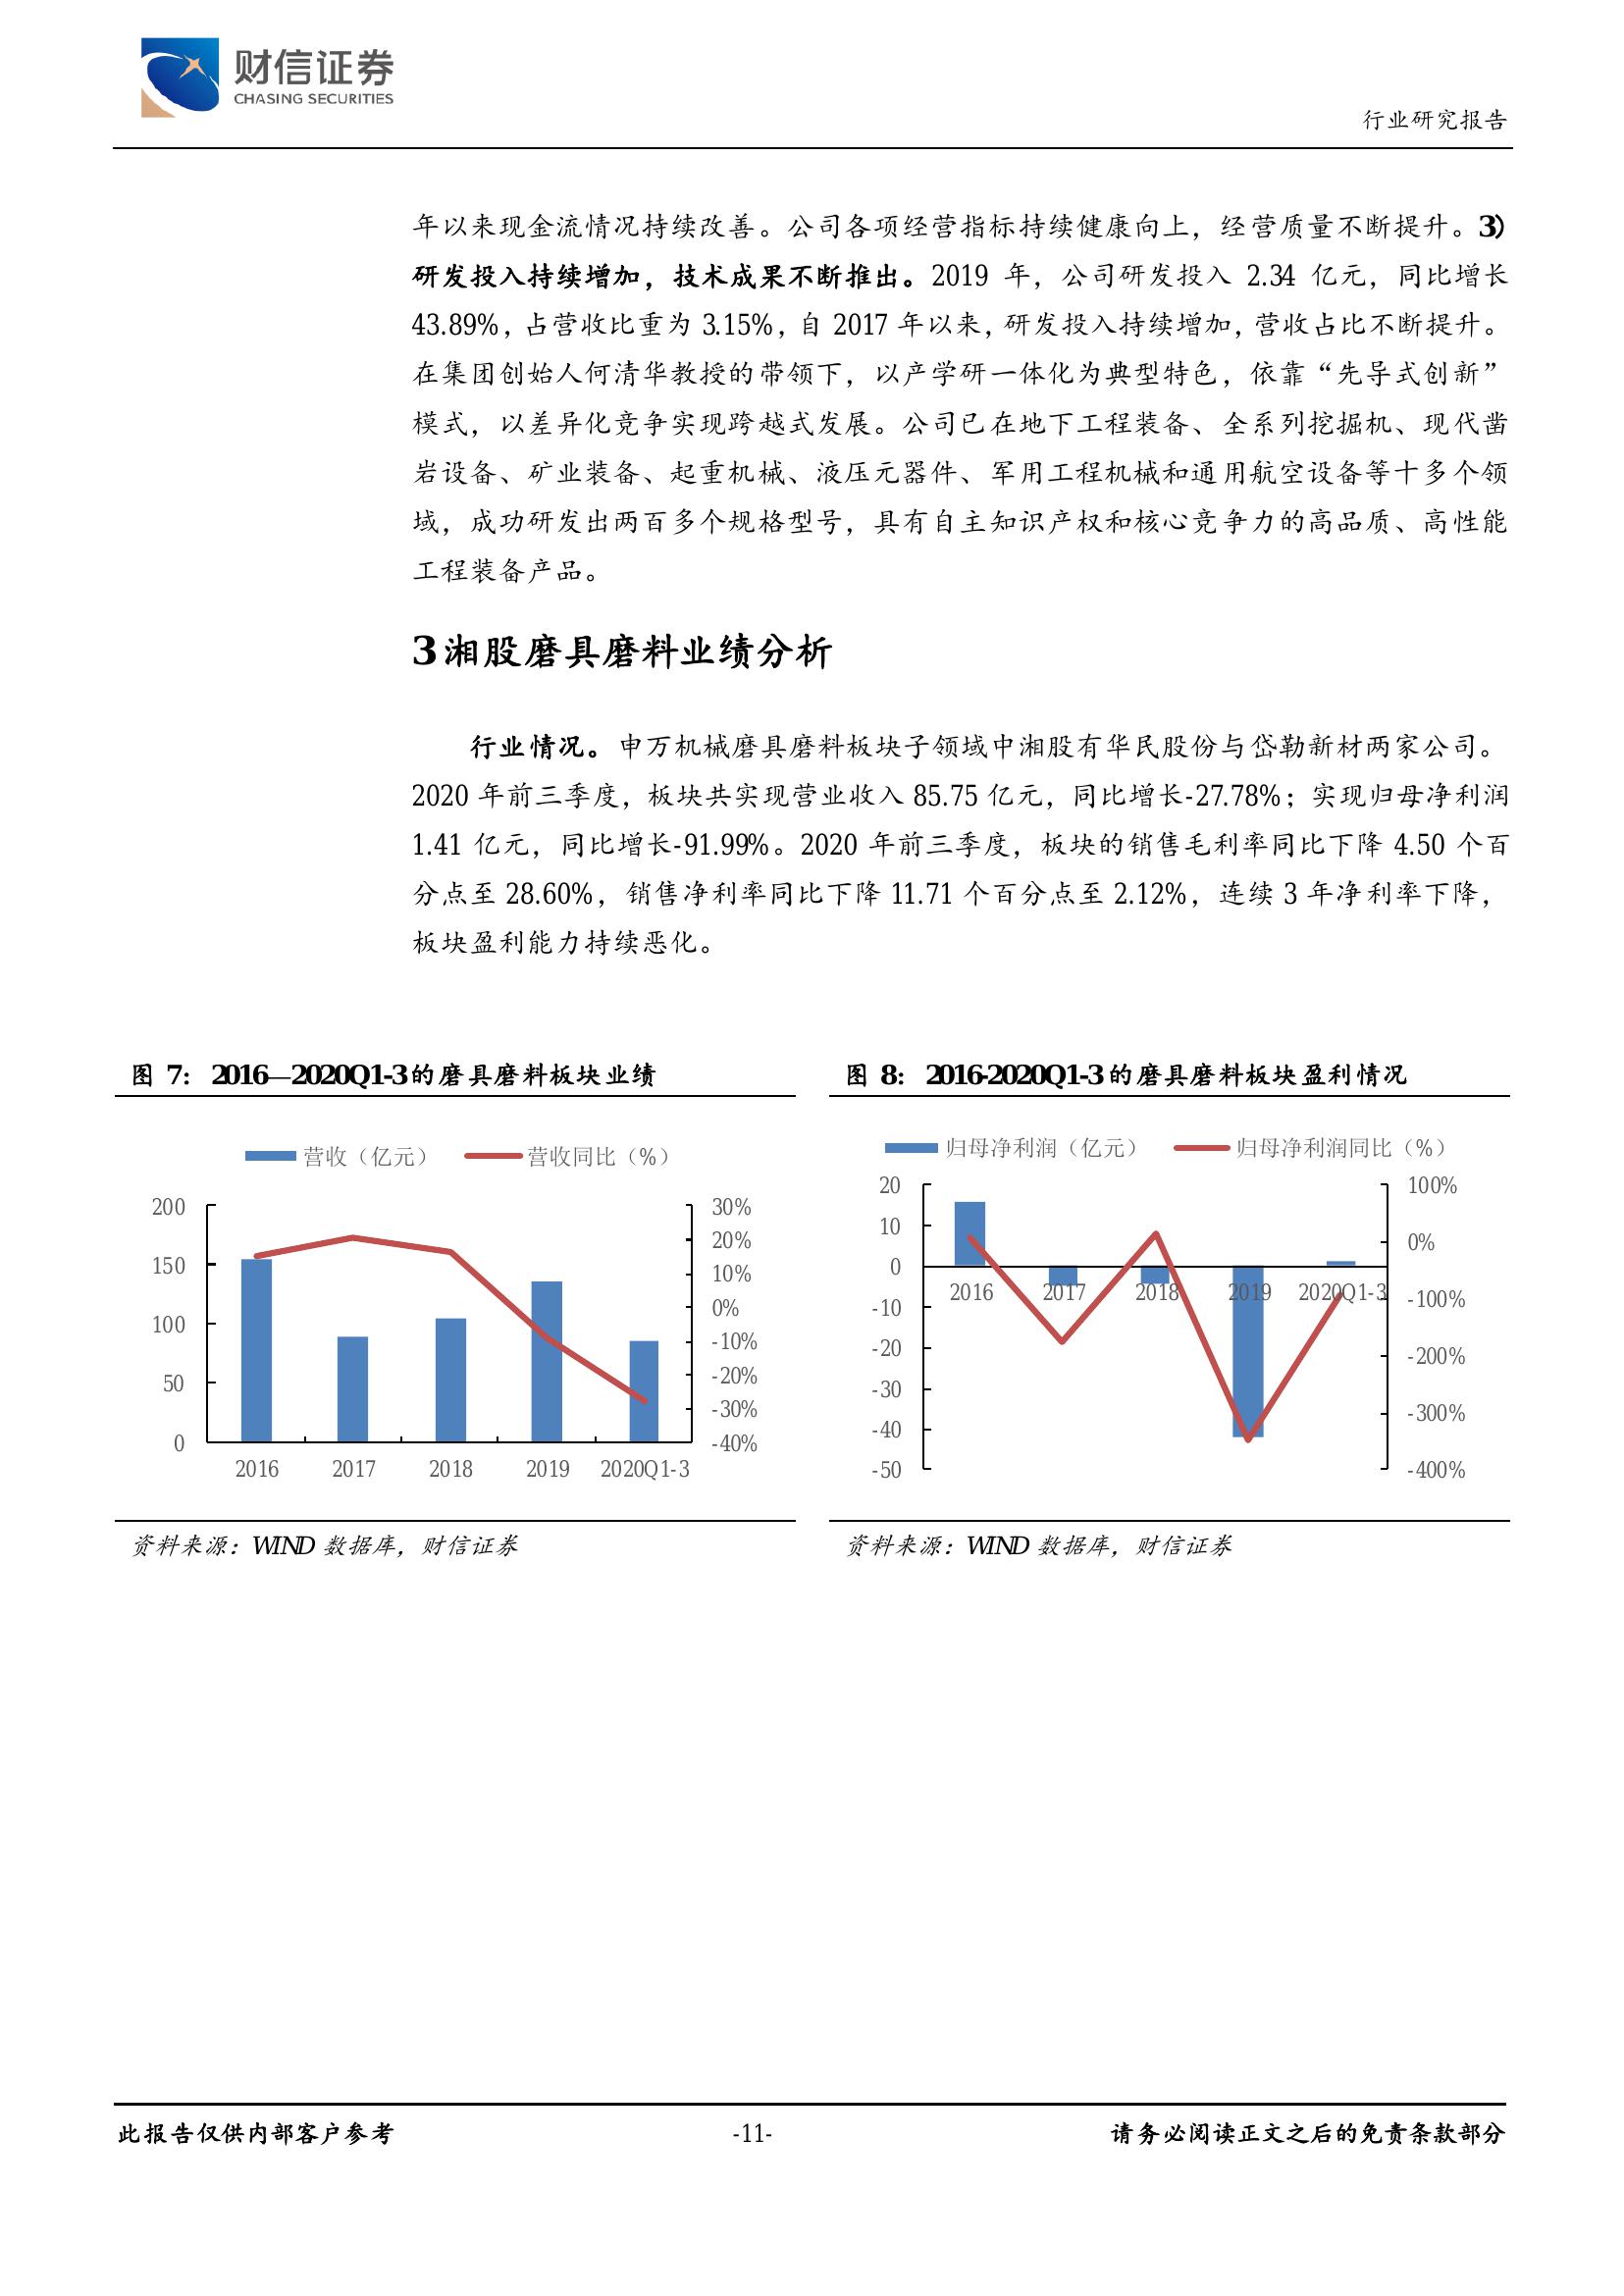 财信证券
CHASING SECURITIES
行业研究报告
年以来现金流情况持续改善。公司各项经营指标持续健康向上，经营质量不断提升。3）
研发投入持续增加，技术成果不断推出。2019 年，公司研发投入 2.34 亿元，同比增长
43.89%，占营收比重为 3.15%，自 2017 年以来，研发投入持续增加，营收占比不断提升。
在集团创始人何清华教授的带领下，以产学研一体化为典型特色，依靠“先导式创新”
模式，以差异化竞争实现跨越式发展。公司已在地下工程装备、全系列挖掘机、现代凿
岩设备、矿业装备、起重机械、液压元器件、军用工程机械和通用航空设备等十多个领
域，成功研发出两百多个规格型号，具有自主知识产权和核心竞争力的高品质、高性能
工程装备产品。
3 湘股磨具磨料业绩分析
行业情况。申万机械磨具磨料板块子领域中湘股有华民股份与岱勒新材两家公司。
2020 年前三季度，板块共实现营业收入 85.75 亿元，同比增长-27.78%；实现归母净利润
1.41 亿元，同比增长-91.99%。2020 年前三季度，板块的销售毛利率同比下降 4.50 个百
分点至 28.60%，销售净利率同比下降 11.71 个百分点至 2.12%，连续 3 年净利率下降，
板块盈利能力持续恶化。
图 7： 2016—2020Q1-3的磨具磨料板块业绩
营收（亿元） 营收同比（%）
200 30%
20%
150 10%
0%
100 -10%
-20%
50 -30%
0 -40%
2016 2017 2018 2019 2020Q1-3
资料来源：WIND 数据库，财信证券
图 8： 2016-2020Q1-3 的磨具磨料板块盈利情况
归母净利润（亿元） 归母净利润同比（%）
20 100%
10 0%
0
2016 2017 2018 2019 2020Q1-3
-10 -100%
-20 -200%
-30
-40 -300%
-50 -400%
资料来源：WIND 数据库，财信证券
此报告仅供内部客户参考 -11- 请务必阅读正文之后的免责条款部分